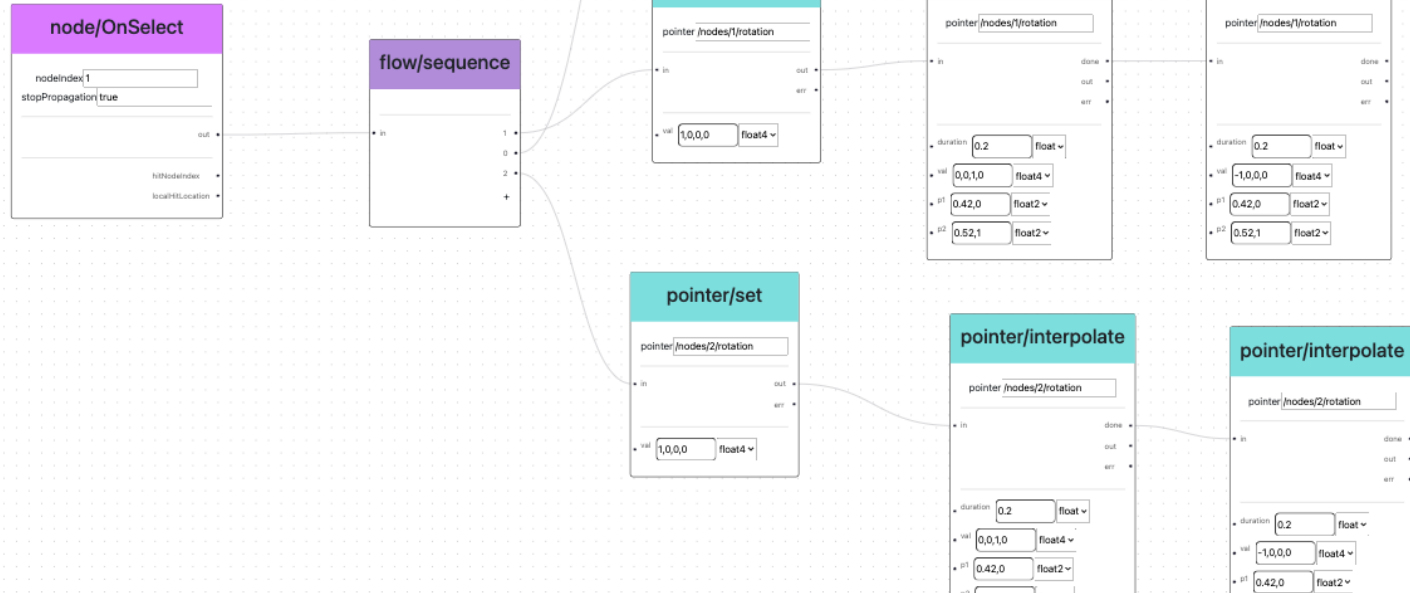 node/OnSelect
nodeIndex 1
stopPropagation true
out
hitNodeIndex
localHitLocation
flow/sequence
in
1
0
2
+
pointer /nodes/1/rotation
in out
err
val 1,0,0,0 float4
pointer /nodes/1/rotation
in done
out
err
duration 0.2 float
val 0,0,1,0 float4
p1 0.42,0 float2
p2 0.52,1 float2
pointer /nodes/1/rotation
in done
out
err
duration 0.2 float
val -1,0,0,0 float4
p1 0.42,0 float2
p2 0.52,1 float2
pointer/set
pointer /nodes/2/rotation
in out
err
val 1,0,0,0 float4
pointer/interpolate
pointer /nodes/2/rotation
in done
out
err
duration 0.2 float
val 0,0,1,0 float4
p1 0.42,0 float2
pointer/interpolate
pointer /nodes/2/rotation
in done
out
err
duration 0.2 float
val -1,0,0,0 float4
p1 0.42,0 float2